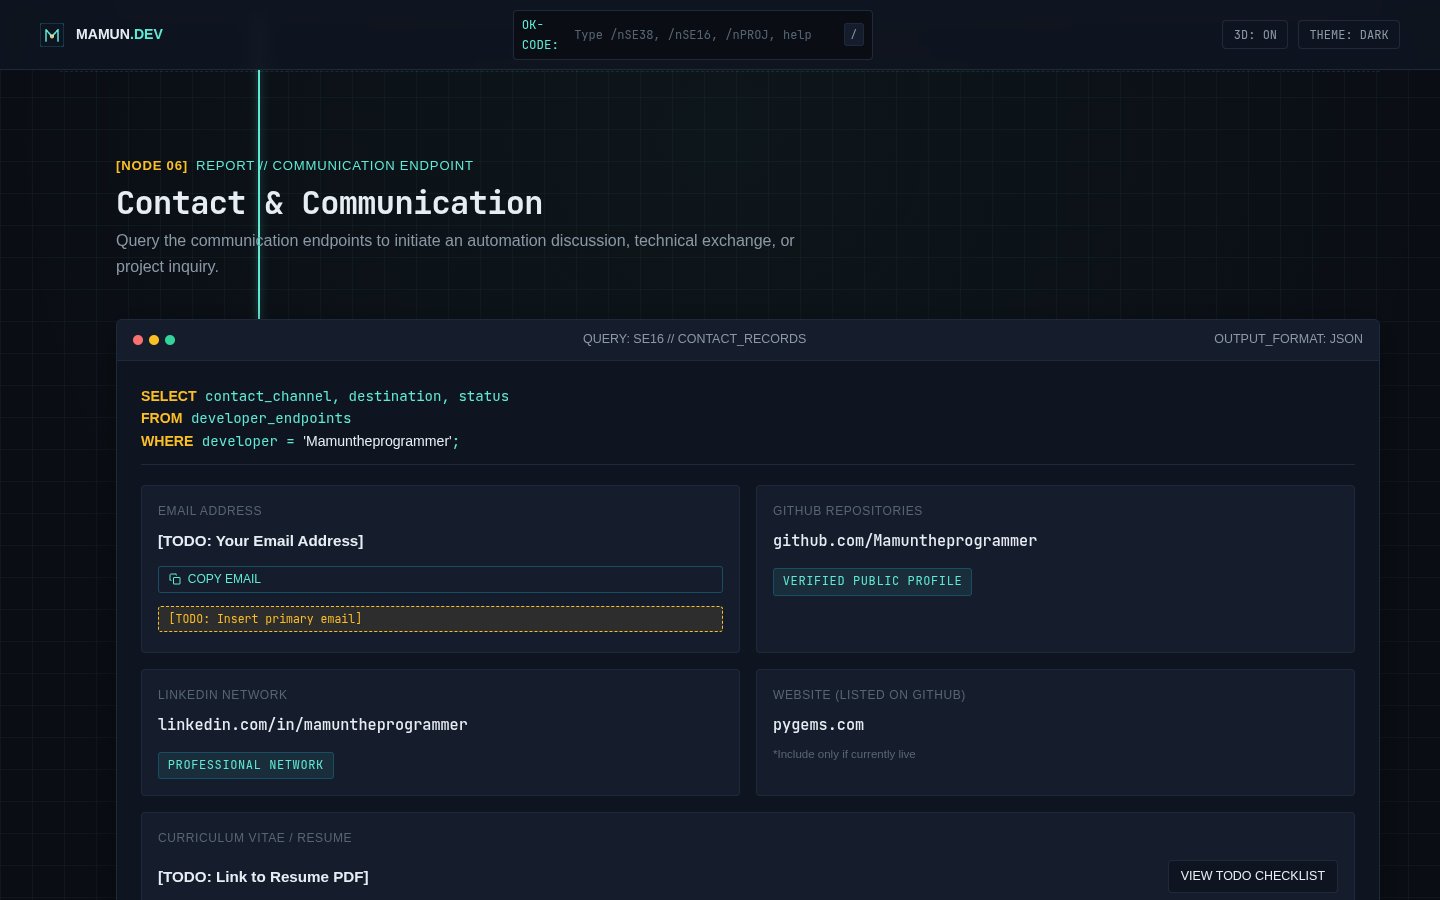 MAMUN.DEV
OK-
CODE:
Type /nSE38, /nSE16, /nPROJ, help
/
3D: ON
THEME: DARK
[NODE 06] REPORT // COMMUNICATION ENDPOINT
Contact & Communication
Query the communication endpoints to initiate an automation discussion, technical exchange, or
project inquiry.
QUERY: SE16 // CONTACT_RECORDS
OUTPUT_FORMAT: JSON
SELECT contact_channel, destination, status
FROM developer_endpoints
WHERE developer = 'Mamuntheprogrammer';
EMAIL ADDRESS
[TODO: Your Email Address]
COPY EMAIL
[TODO: Insert primary email]
GITHUB REPOSITORIES
github.com/Mamuntheprogrammer
VERIFIED PUBLIC PROFILE
LINKEDIN NETWORK
linkedin.com/in/mamuntheprogrammer
PROFESSIONAL NETWORK
WEBSITE (LISTED ON GITHUB)
pygems.com
*Include only if currently live
CURRICULUM VITAE / RESUME
[TODO: Link to Resume PDF]
VIEW TODO CHECKLIST